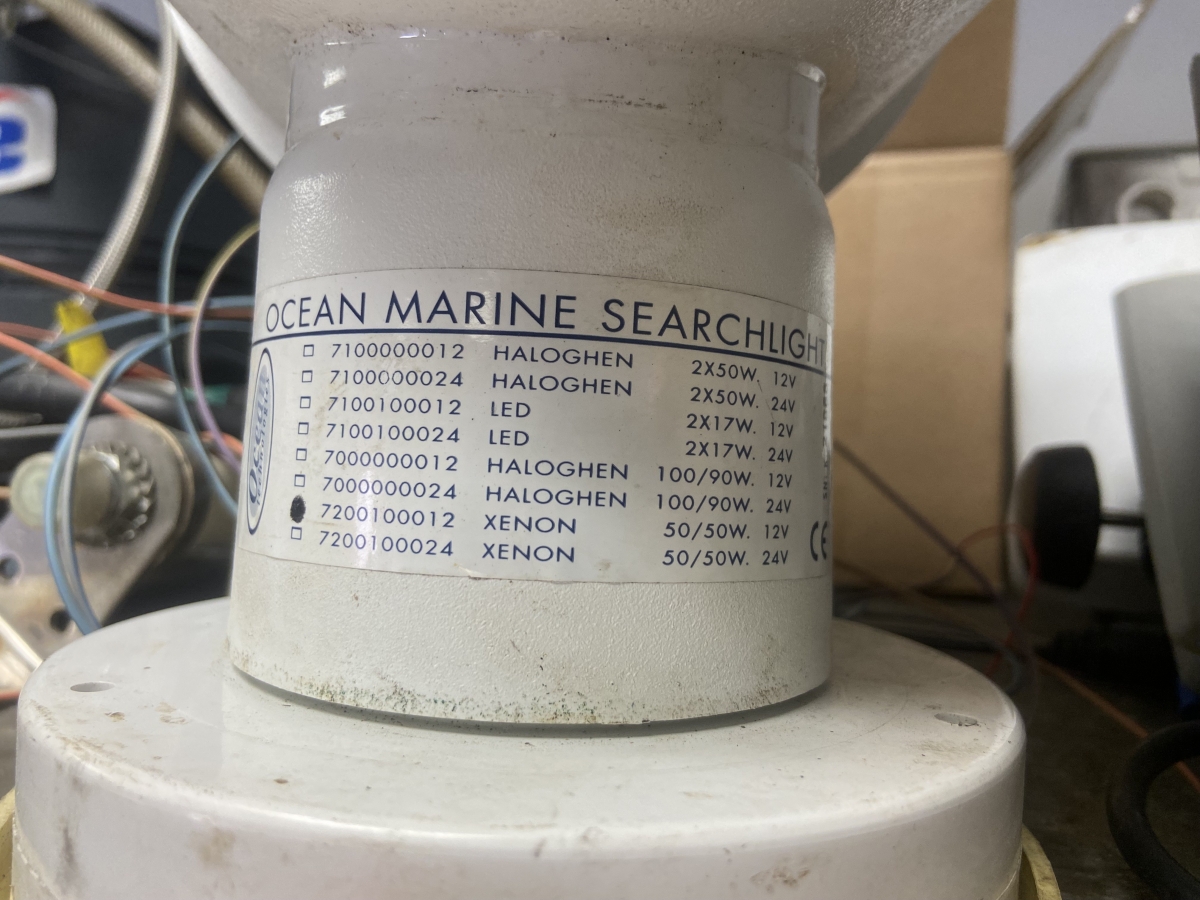 OCEAN MARINE SEARCHLIGHT
☐ 7100000012 HALOGHEN 2X50W. 12V
☐ 7100000024 HALOGHEN 2X50W. 24V
☐ 7100100012 LED 2X17W. 12V
☐ 7100100024 LED 2X17W. 24V
☐ 7000000012 HALOGHEN 100/90W. 12V
☐ 7000000024 HALOGHEN 100/90W. 24V
● 7200100012 XENON 50/50W. 12V
☐ 7200100024 XENON 50/50W. 24V
Ocean
CE